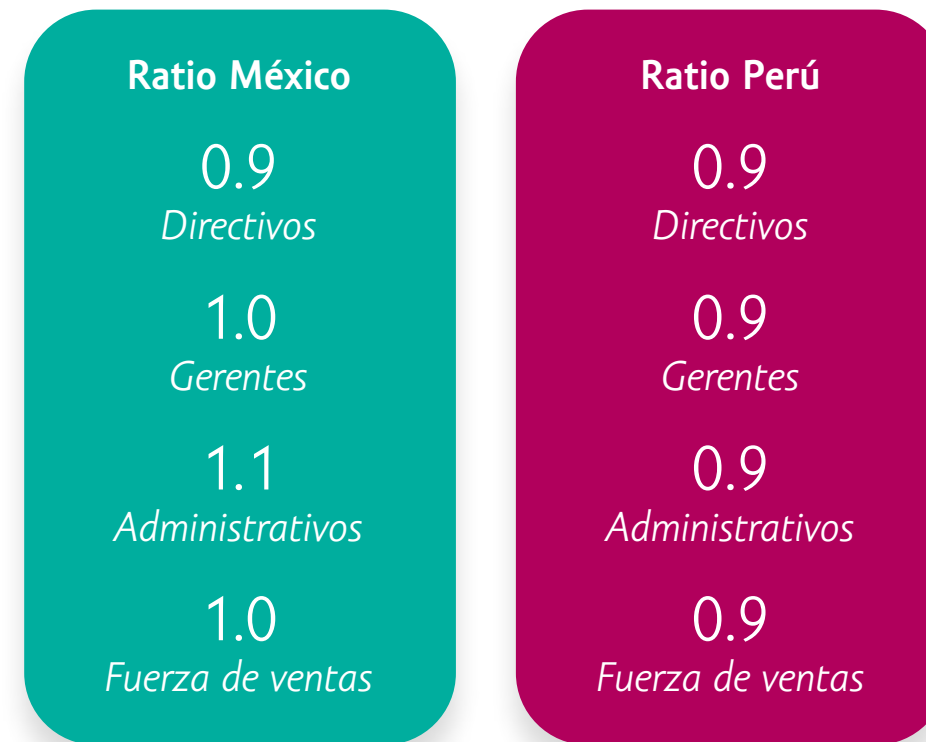 Ratio México
0.9
Directivos
1.0
Gerentes
1.1
Administrativos
1.0
Fuerza de ventas
Ratio Perú
0.9
Directivos
0.9
Gerentes
0.9
Administrativos
0.9
Fuerza de ventas